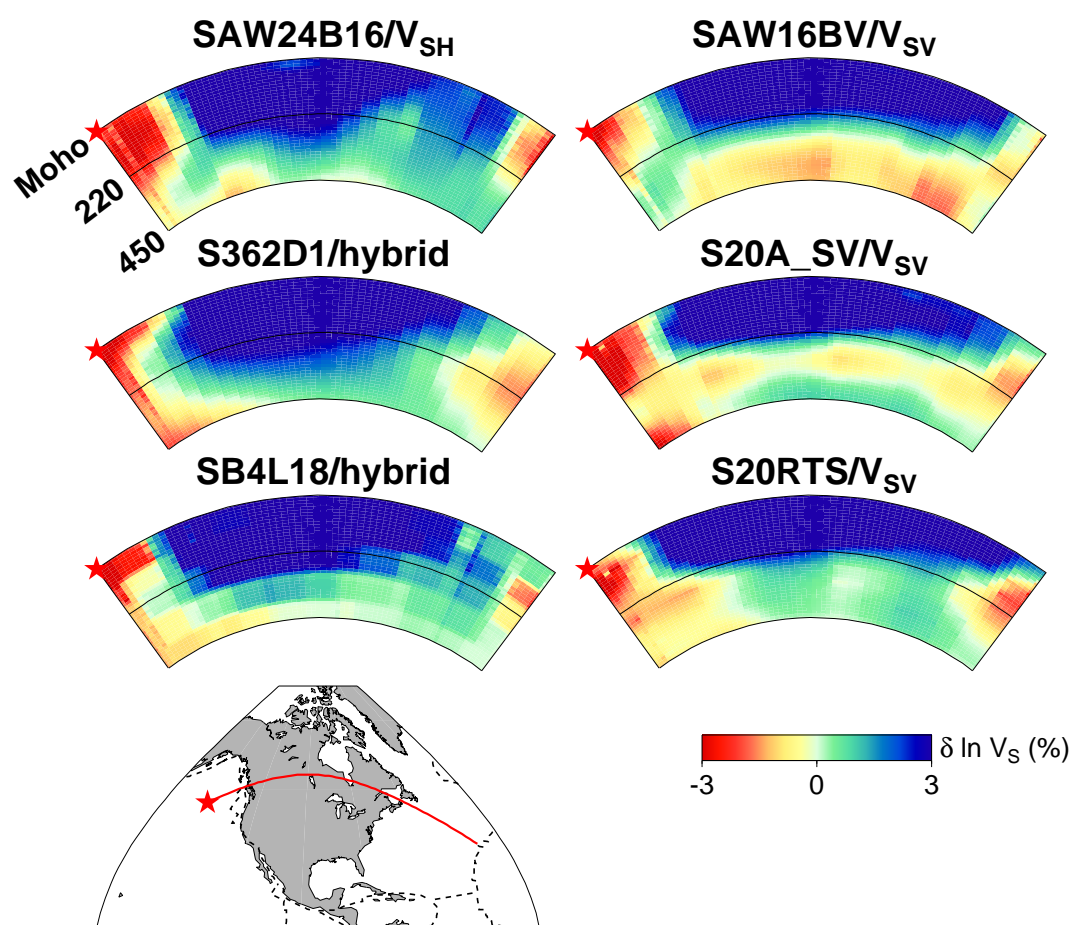 SAW24B16/VSH
SAW16BV/VSV
Moho
220
450
S362D1/hybrid
S20A_SV/VSV
SB4L18/hybrid
S20RTS/VSV
δ ln VS (%)
-3 0 3